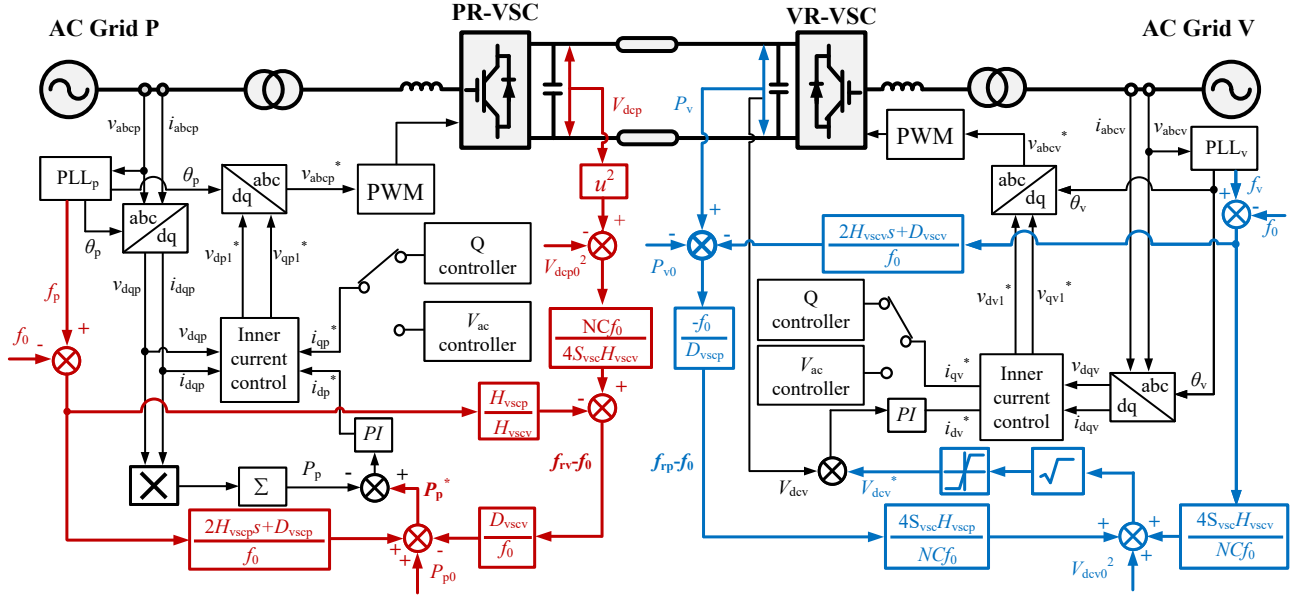 PR-VSC
VR-VSC
AC Grid P
AC Grid V
V_dcp
P_v
v_abcp
i_abcp
i_abcv
v_abcv
PLL_p
θ_p
abc
dq
v_abcp*
PWM
PWM
v_abcv*
abc
dq
θ_v
PLL_v
f_v
+
-
f_0
u²
θ_p
abc
dq
v_dp1*
v_qp1*
Q
controller
-
+
V_dcp0²
+
-
-
P_v0
2H_vscv s+D_vscv
f_0
v_dv1*
v_qv1*
f_p
v_dqp
i_dqp
f_0
+
-
v_dqp
i_dqp
Inner
current
control
i_qp*
i_dp*
V_ac
controller
NCf_0
4S_vsc H_vscv
-f_0
D_vscp
Q
controller
V_ac
controller
i_qv*
i_dv*
Inner
current
control
v_dqv
i_dqv
abc
dq
θ_v
H_vscp
H_vscv
-
+
PI
PI
f_rv-f_0
f_rp-f_0
P_p
Σ
-
+
P_p*
V_dcv
V_dcv*
√
2H_vscp s+D_vscp
f_0
+
+
-
P_p0
D_vscv
f_0
4S_vsc H_vscp
NCf_0
+
+
+
V_dcv0²
4S_vsc H_vscv
NCf_0